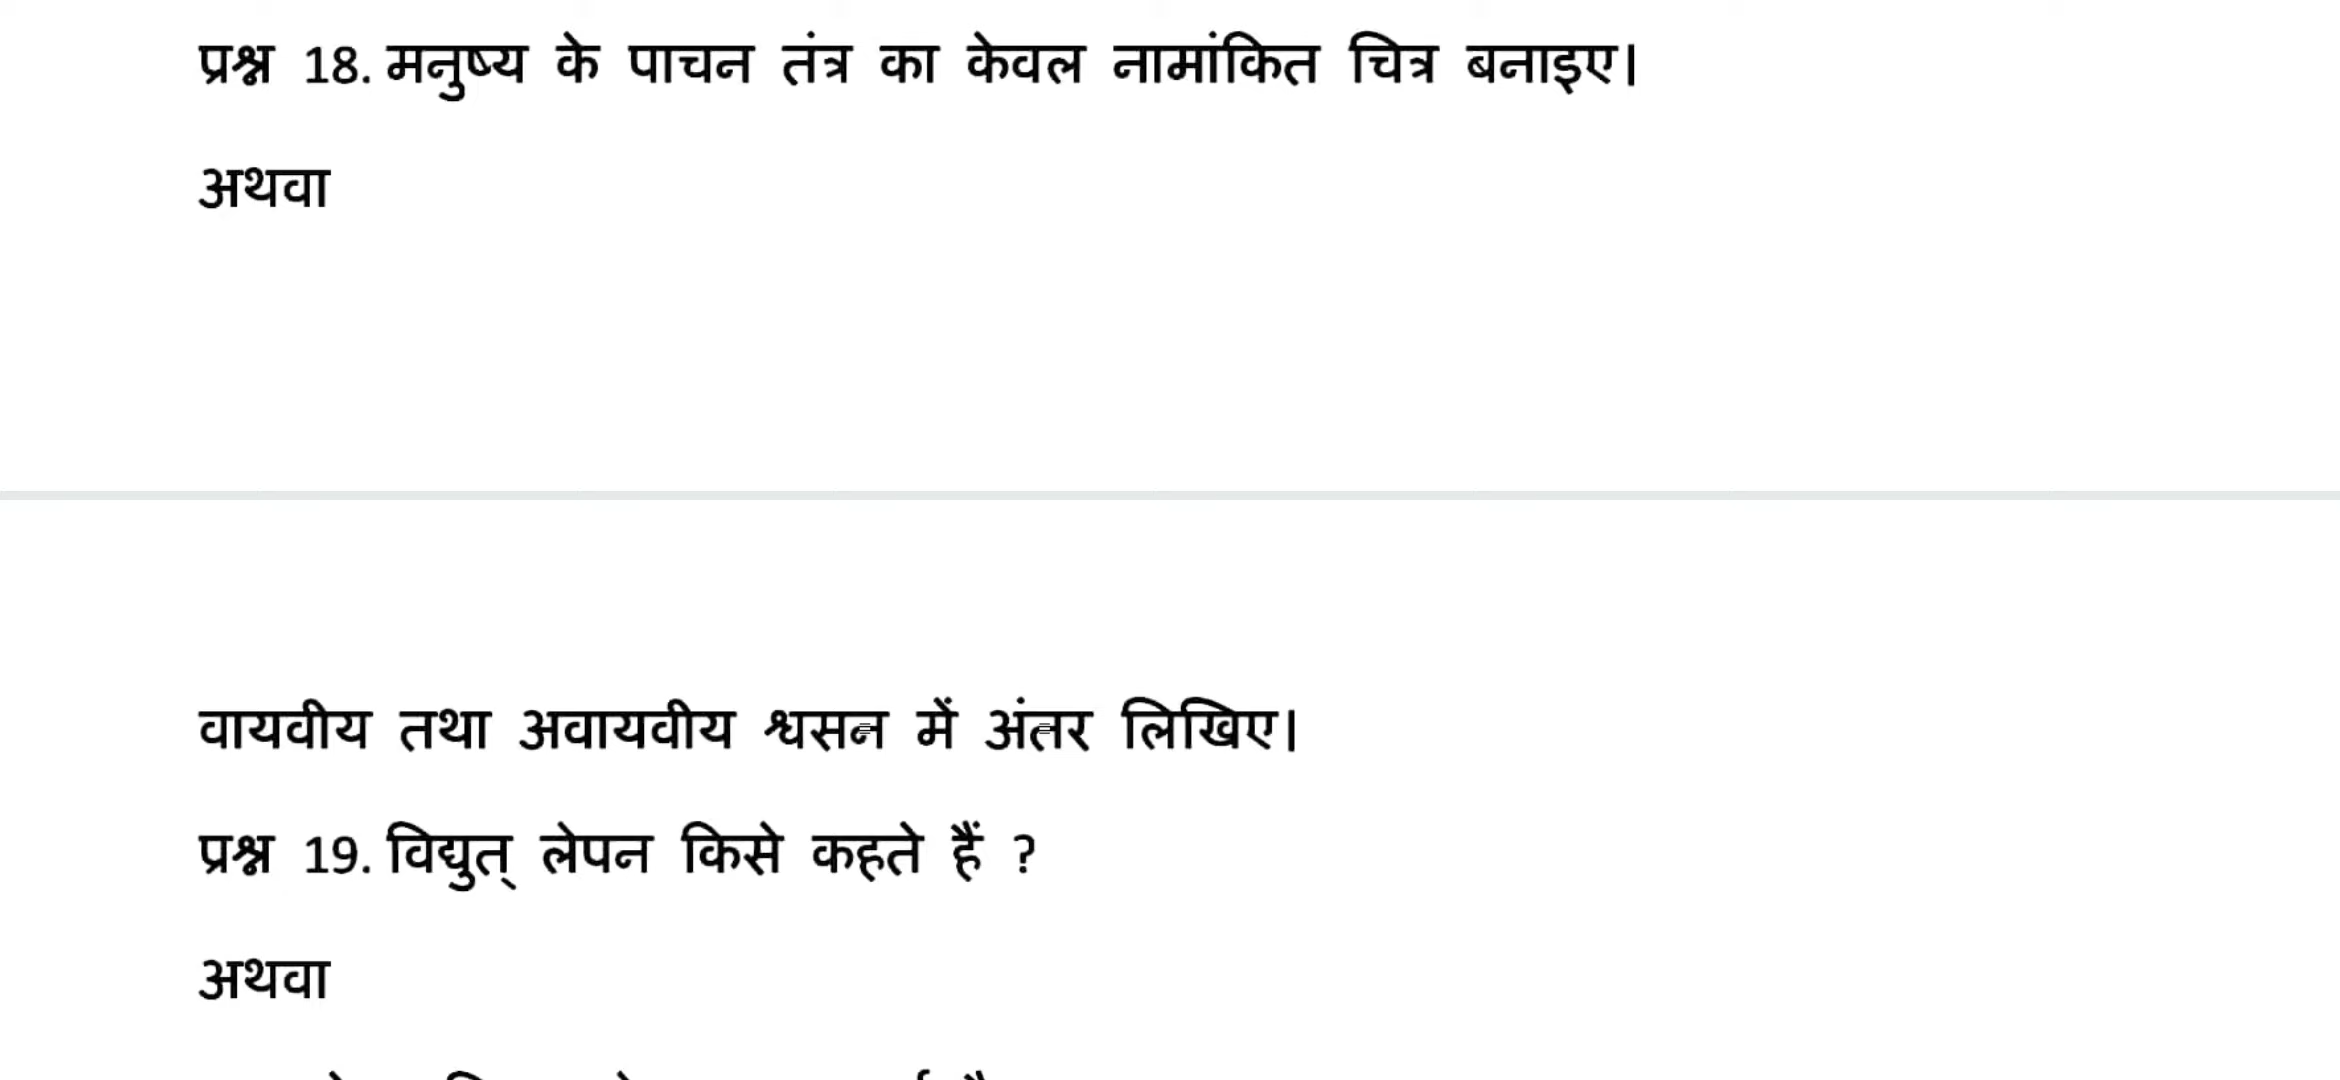 प्रश्न 18. मनुष्य के पाचन तंत्र का केवल नामांकित चित्र बनाइए।
अथवा
वायवीय तथा अवायवीय श्वसन में अंतर लिखिए।
प्रश्न 19. विद्युत् लेपन किसे कहते हैं ?
अथवा